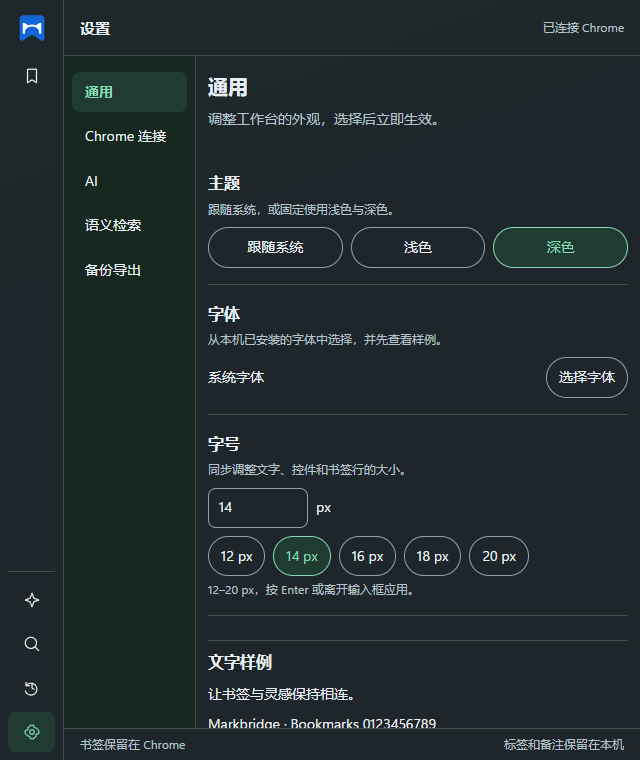 设置
已连接 Chrome
通用
Chrome 连接
AI
语义检索
备份导出
通用
调整工作台的外观，选择后立即生效。
主题
跟随系统，或固定使用浅色与深色。
跟随系统 浅色 深色
字体
从本机已安装的字体中选择，并先查看样例。
系统字体 选择字体
字号
同步调整文字、控件和书签行的大小。
14 px
12 px 14 px 16 px 18 px 20 px
12–20 px，按 Enter 或离开输入框应用。
文字样例
让书签与灵感保持相连。
Markbridge · Bookmarks 0123456789
书签保留在 Chrome
标签和备注保留在本机